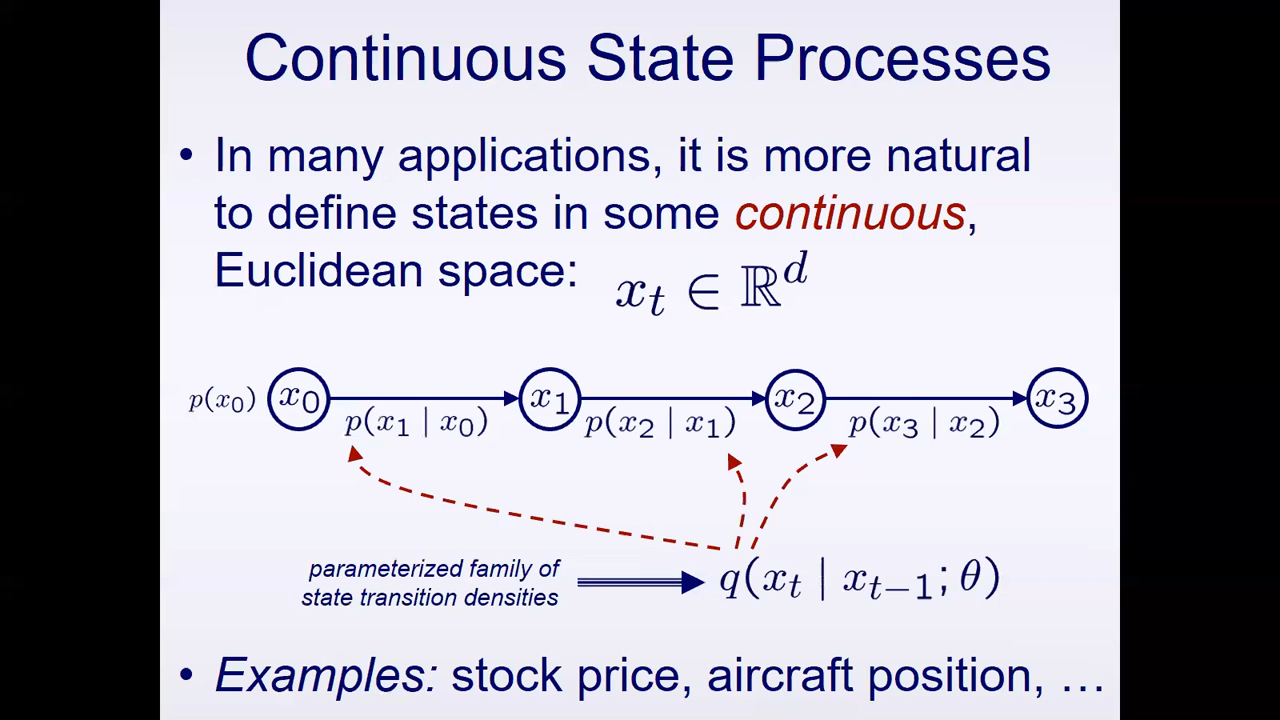 Continuous State Processes
• In many applications, it is more natural
to define states in some continuous,
Euclidean space: x_t ∈ ℝ^d
p(x_0) x_0 x_1 x_2 x_3
p(x_1 | x_0) p(x_2 | x_1) p(x_3 | x_2)
parameterized family of
state transition densities
q(x_t | x_{t−1}; θ)
• Examples: stock price, aircraft position, …